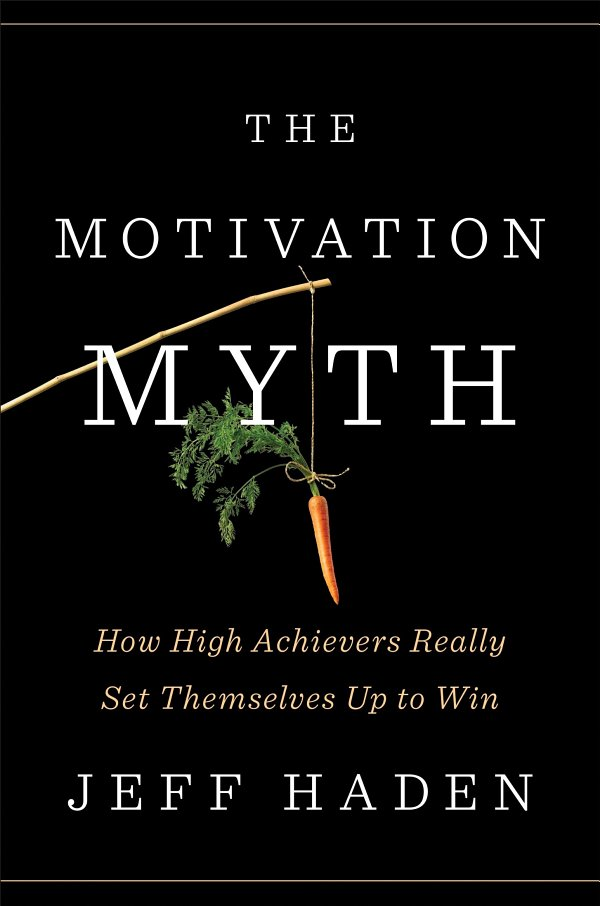 THE
MOTIVATION
MYTH
How High Achievers Really
Set Themselves Up to Win
JEFF HADEN